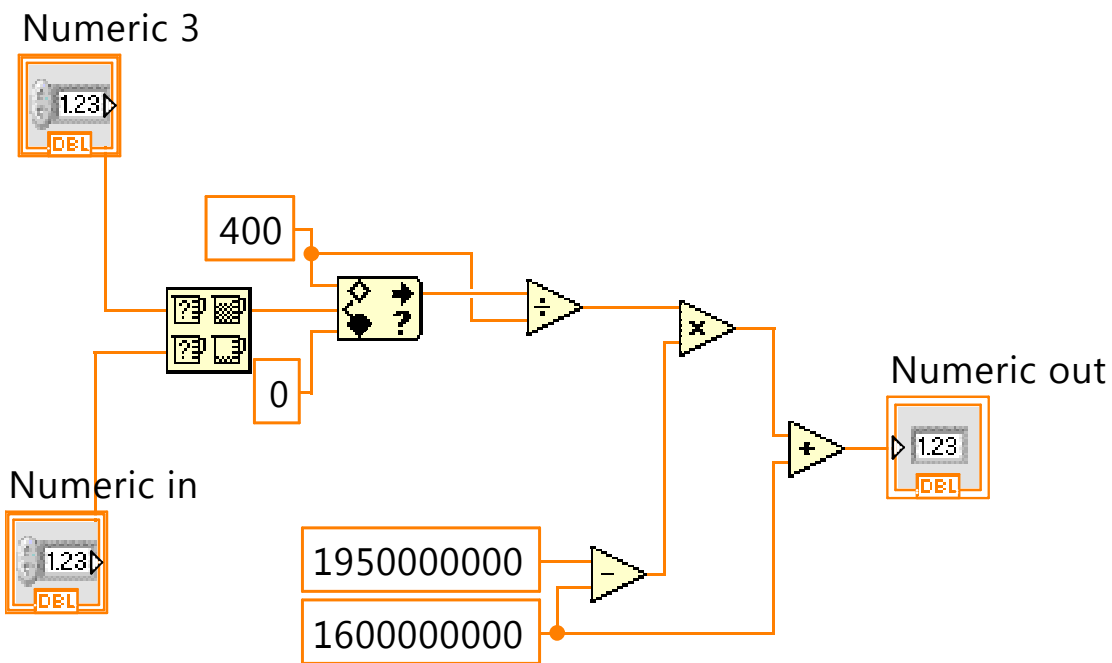 Numeric 3
1.23
DBL
400
?
?
?
÷
x
0
Numeric out
1.23
DBL
+
Numeric in
1.23
DBL
1950000000
-
1600000000